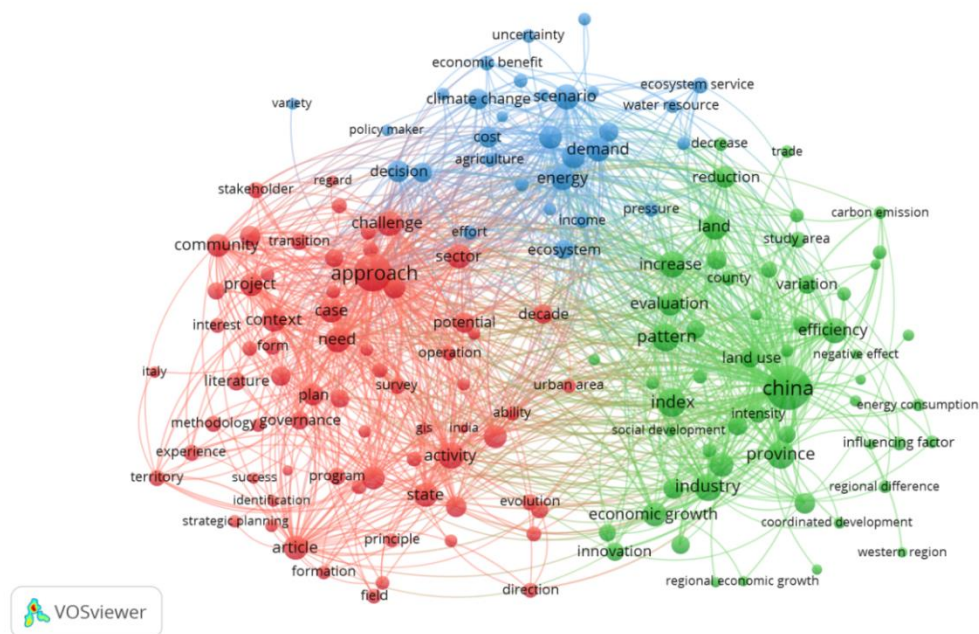 uncertainty
economic benefit
ecosystem service
climate change
scenario
variety
water resource
policy maker
cost
demand
decrease
trade
agriculture
decision
energy
reduction
regard
stakeholder
income
pressure
carbon emission
challenge
effort
land
community
transition
ecosystem
study area
sector
approach
increase
county
project
variation
case
evaluation
context
decade
interest
form
need
potential
pattern
efficiency
operation
land use
negative effect
italy
literature
survey
urban area
china
plan
index
energy consumption
methodology
governance
ability
intensity
gis
india
social development
experience
activity
province
influencing factor
territory
success
program
industry
regional difference
identification
state
evolution
strategic planning
economic growth
coordinated development
article
principle
innovation
western region
formation
field
direction
regional economic growth
VOSviewer